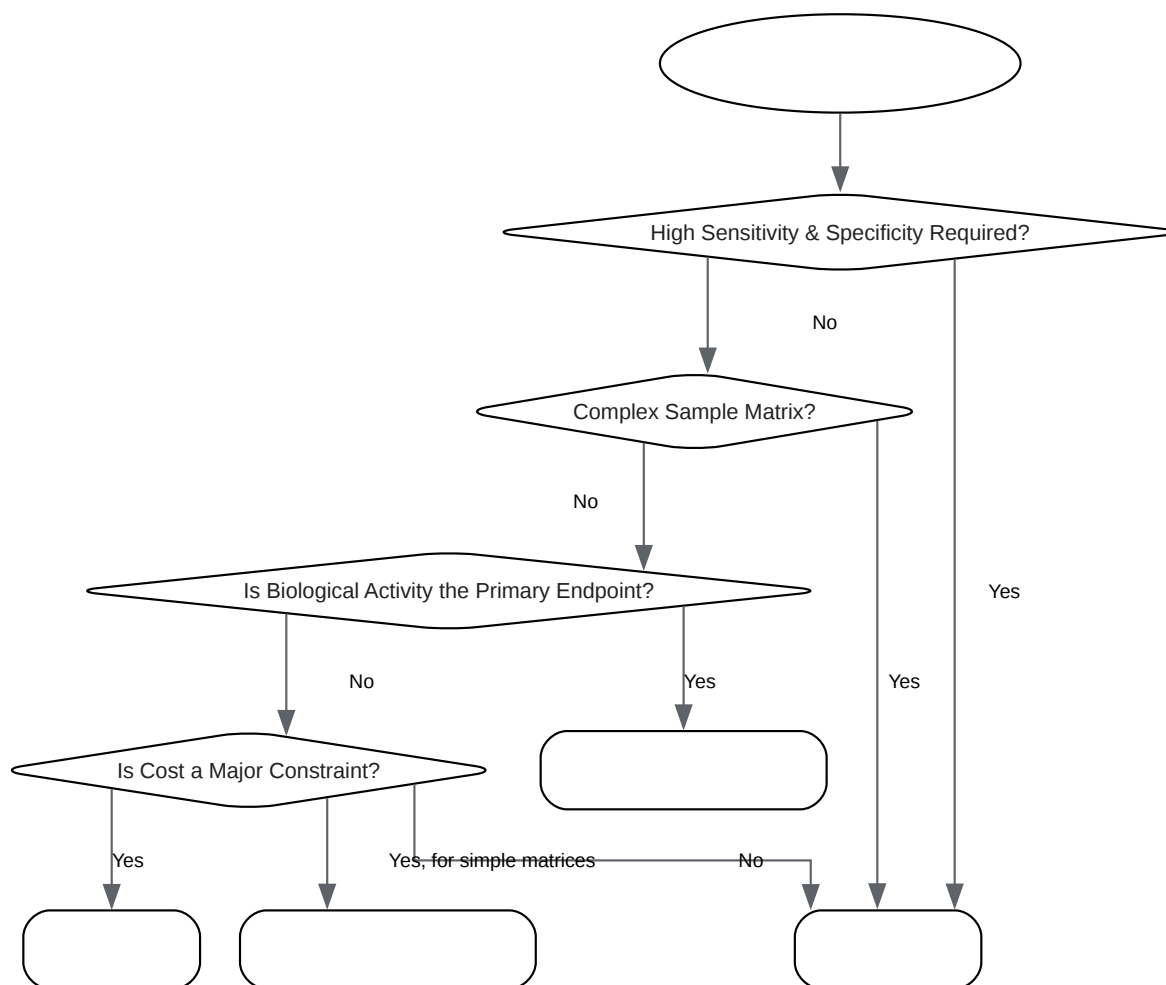 High Sensitivity & Specificity Required?
No
Complex Sample Matrix?
No
Is Biological Activity the Primary Endpoint?
Yes
No
Yes
Yes
Is Cost a Major Constraint?
Yes
Yes, for simple matrices
No